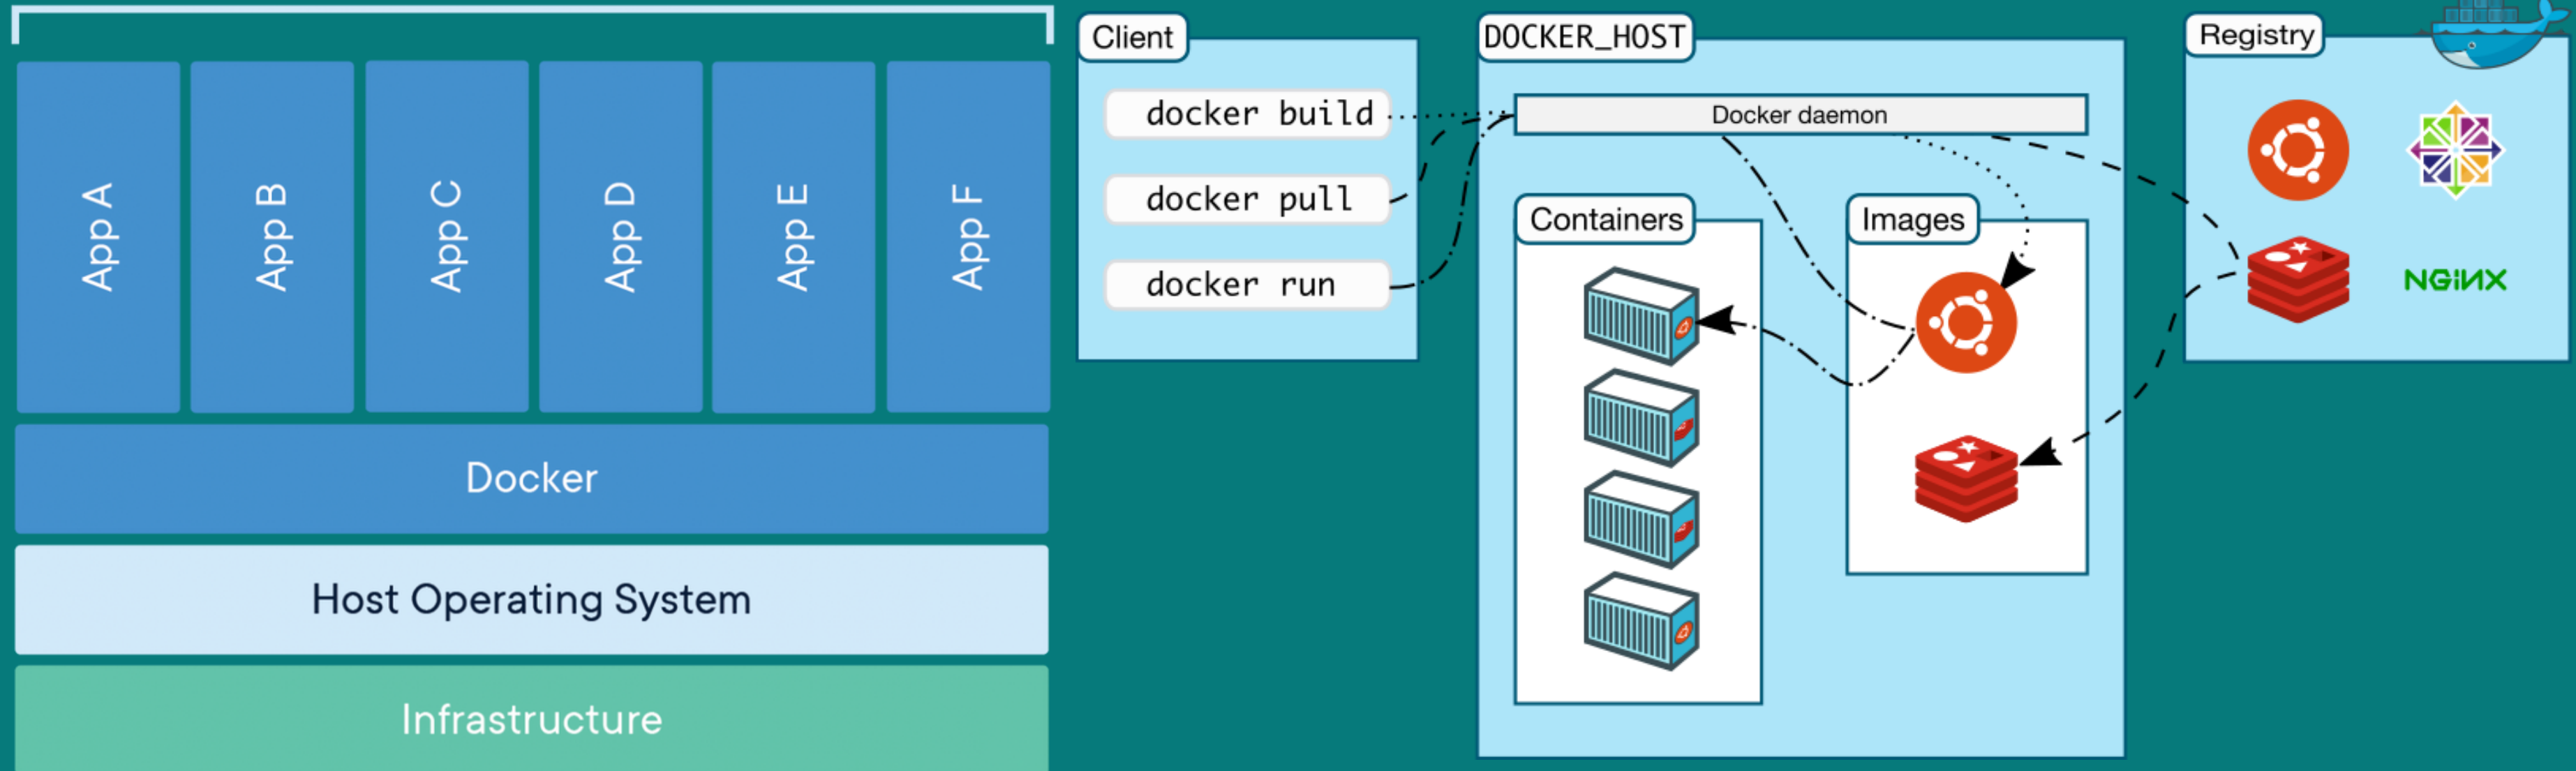 App A
App B
App C
App D
App E
App F
Docker
Host Operating System
Infrastructure
Client
docker build
docker pull
docker run
DOCKER_HOST
Docker daemon
Containers
Images
Registry
NGiNX